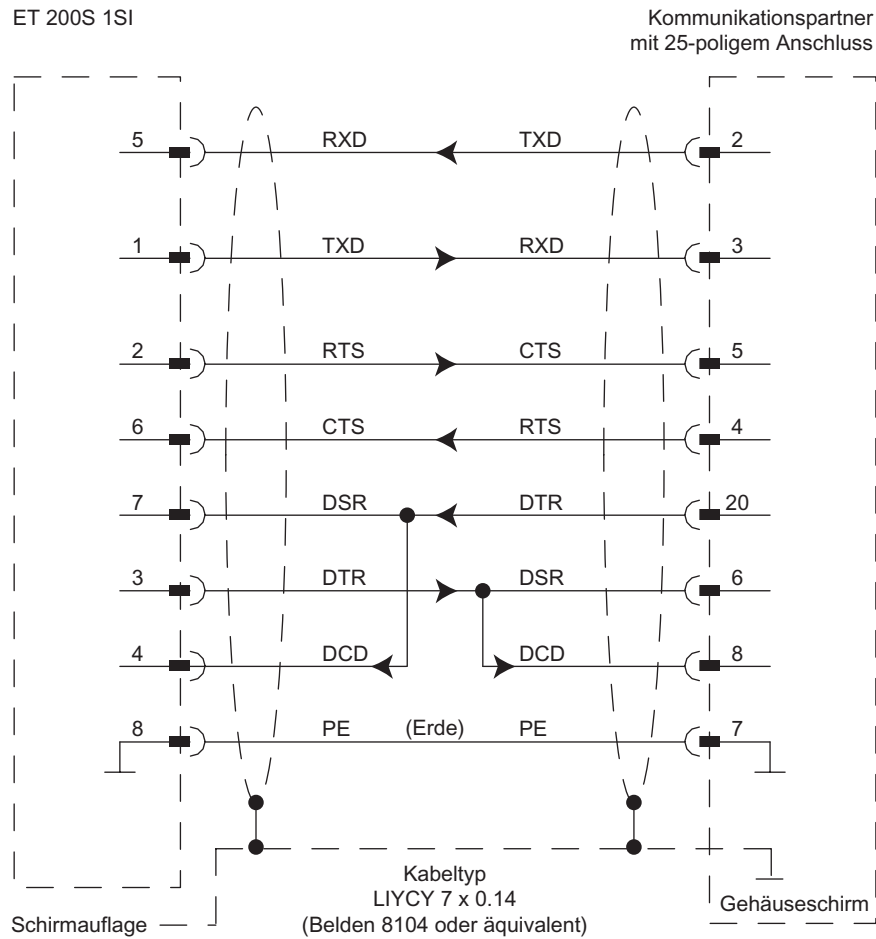 ET 200S 1SI
Kommunikationspartner
mit 25-poligem Anschluss
5 RXD TXD 2
1 TXD RXD 3
2 RTS CTS 5
6 CTS RTS 4
7 DSR DTR 20
3 DTR DSR 6
4 DCD DCD 8
8 PE (Erde) PE 7
Kabeltyp
LIYCY 7 x 0.14
(Belden 8104 oder äquivalent)
Schirmauflage
Gehäuseschirm